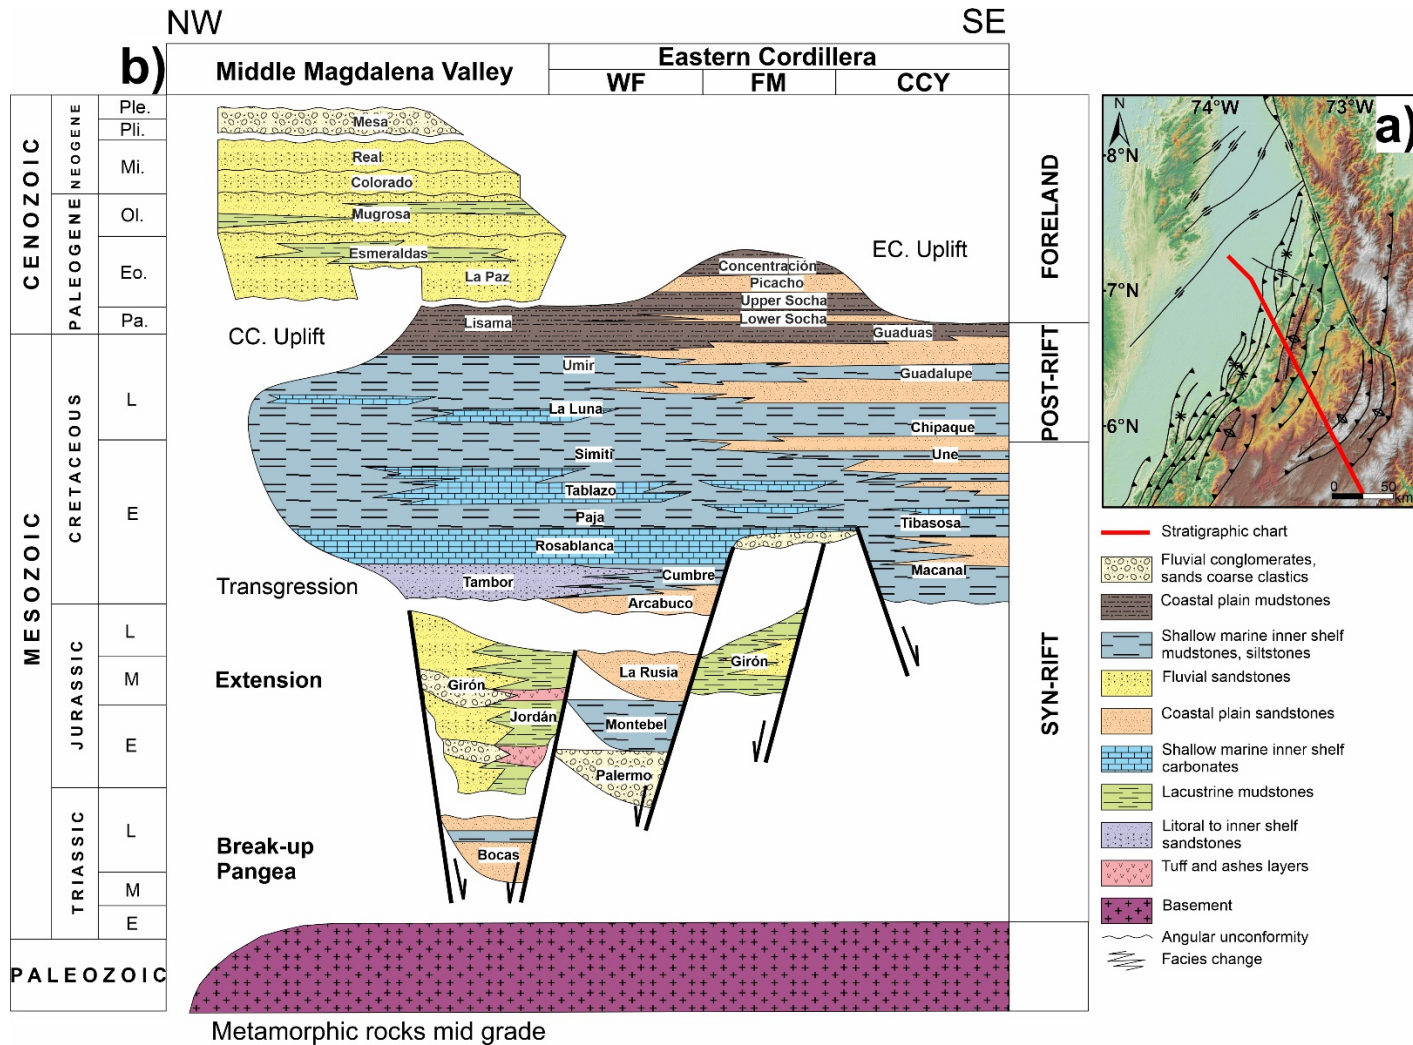 NW
SE
b)
Middle Magdalena Valley
Eastern Cordillera
WF
FM
CCY
CENOZOIC
NEOGENE
PALEOGENE
Ple.
Pli.
Mi.
Ol.
Eo.
Pa.
MESOZOIC
CRETACEOUS
L
E
JURASSIC
L
M
E
TRIASSIC
L
M
E
PALEOZOIC
Mesa
Real
Colorado
Mugrosa
Esmeraldas
La Paz
EC. Uplift
Concentración
Picacho
Upper Socha
Lower Socha
Lisama
Guaduas
CC. Uplift
Umir
Guadalupe
La Luna
Chipaque
Simiti
Une
Tablazo
Paja
Tibasosa
Rosablanca
Transgression
Tambor
Cumbre
Macanal
Arcabuco
Extension
Girón
La Rusia
Girón
Jordán
Montebel
Palermo
Break-up
Pangea
Bocas
Metamorphic rocks mid grade
FORELAND
POST-RIFT
SYN-RIFT
a)
N
74°W
73°W
8°N
7°N
6°N
0
50
km
Stratigraphic chart
Fluvial conglomerates,
sands coarse clastics
Coastal plain mudstones
Shallow marine inner shelf
mudstones, siltstones
Fluvial sandstones
Coastal plain sandstones
Shallow marine inner shelf
carbonates
Lacustrine mudstones
Litoral to inner shelf
sandstones
Tuff and ashes layers
Basement
Angular unconformity
Facies change